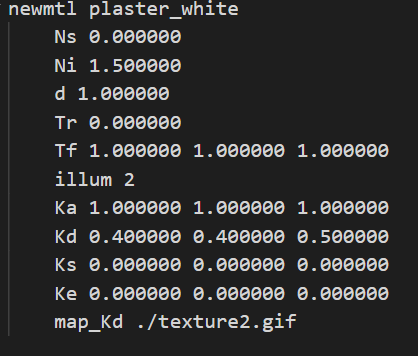 newmtl plaster_white
Ns 0.000000
Ni 1.500000
d 1.000000
Tr 0.000000
Tf 1.000000 1.000000 1.000000
illum 2
Ka 1.000000 1.000000 1.000000
Kd 0.400000 0.400000 0.500000
Ks 0.000000 0.000000 0.000000
Ke 0.000000 0.000000 0.000000
map_Kd ./texture2.gif